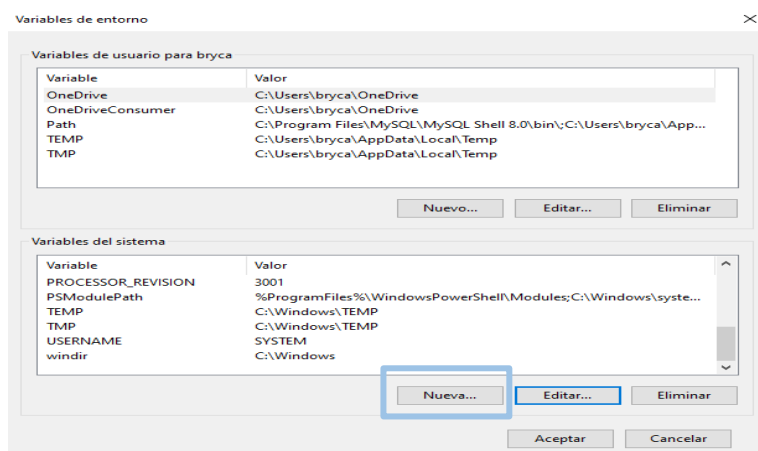 Variables de entorno
Variables de usuario para bryca
Variable Valor
OneDrive C:\Users\bryca\OneDrive
OneDriveConsumer C:\Users\bryca\OneDrive
Path C:\Program Files\MySQL\MySQL Shell 8.0\bin\;C:\Users\bryca\App...
TEMP C:\Users\bryca\AppData\Local\Temp
TMP C:\Users\bryca\AppData\Local\Temp
Nuevo... Editar... Eliminar
Variables del sistema
Variable Valor
PROCESSOR_REVISION 3001
PSModulePath %ProgramFiles%\WindowsPowerShell\Modules;C:\Windows\syste...
TEMP C:\Windows\TEMP
TMP C:\Windows\TEMP
USERNAME SYSTEM
windir C:\Windows
Nueva... Editar... Eliminar
Aceptar Cancelar